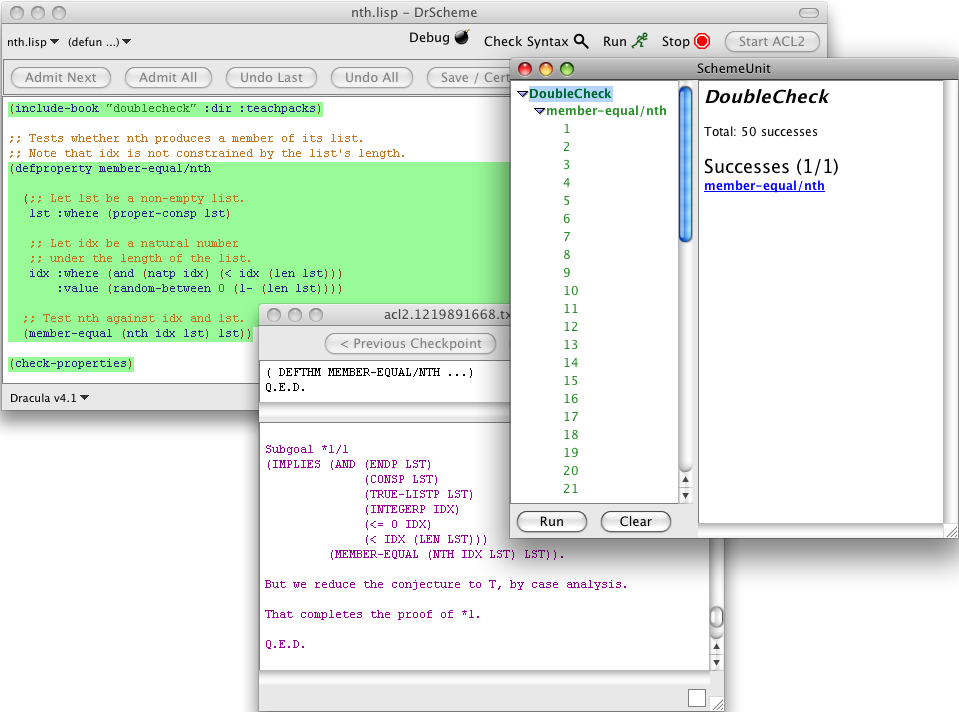 nth.lisp - DrScheme
nth.lisp (defun ...) Debug Check Syntax Run Stop Start ACL2
Admit Next Admit All Undo Last Undo All Save / Cert
(include-book "doublecheck" :dir :teachpacks)
;; Tests whether nth produces a member of its list.
;; Note that idx is not constrained by the list's length.
(defproperty member-equal/nth
(;; Let lst be a non-empty list.
lst :where (proper-consp lst)
;; Let idx be a natural number
;; under the length of the list.
idx :where (and (natp idx) (< idx (len lst)))
:value (random-between 0 (1- (len lst))))
;; Test nth against idx and lst.
(member-equal (nth idx lst) lst))
(check-properties)
Dracula v4.1
acl2.1219891668.tx
< Previous Checkpoint
( DEFTHM MEMBER-EQUAL/NTH ...)
Q.E.D.
Subgoal *1/1
(IMPLIES (AND (ENDP LST)
(CONSP LST)
(TRUE-LISTP LST)
(INTEGERP IDX)
(<= 0 IDX)
(< IDX (LEN LST)))
(MEMBER-EQUAL (NTH IDX LST) LST)).
But we reduce the conjecture to T, by case analysis.
That completes the proof of *1.
Q.E.D.
SchemeUnit
DoubleCheck
member-equal/nth
1
2
3
4
5
6
7
8
9
10
11
12
13
14
15
16
17
18
19
20
21
Run Clear
DoubleCheck
Total: 50 successes
Successes (1/1)
member-equal/nth